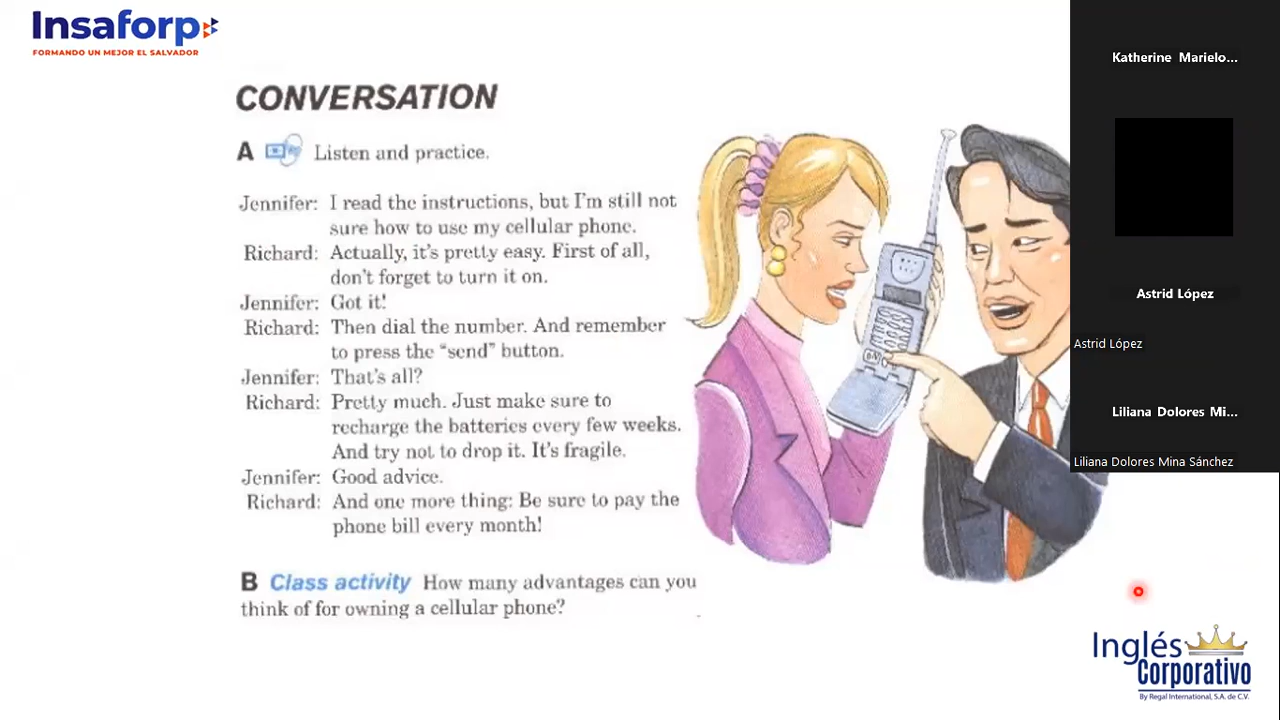 Insaforp
FORMANDO UN MEJOR EL SALVADOR
CONVERSATION
A Listen and practice.
Jennifer: I read the instructions, but I'm still not
sure how to use my cellular phone.
Richard: Actually, it's pretty easy. First of all,
don't forget to turn it on.
Jennifer: Got it!
Richard: Then dial the number. And remember
to press the "send" button.
Jennifer: That's all?
Richard: Pretty much. Just make sure to
recharge the batteries every few weeks.
And try not to drop it. It's fragile.
Jennifer: Good advice.
Richard: And one more thing: Be sure to pay the
phone bill every month!
B Class activity How many advantages can you
think of for owning a cellular phone?
ON
Katherine Marielo...
Astrid López
Astrid López
Liliana Dolores Mi...
Liliana Dolores Mina Sánchez
Inglés
Corporativo
By Regal International, S.A. de C.V.